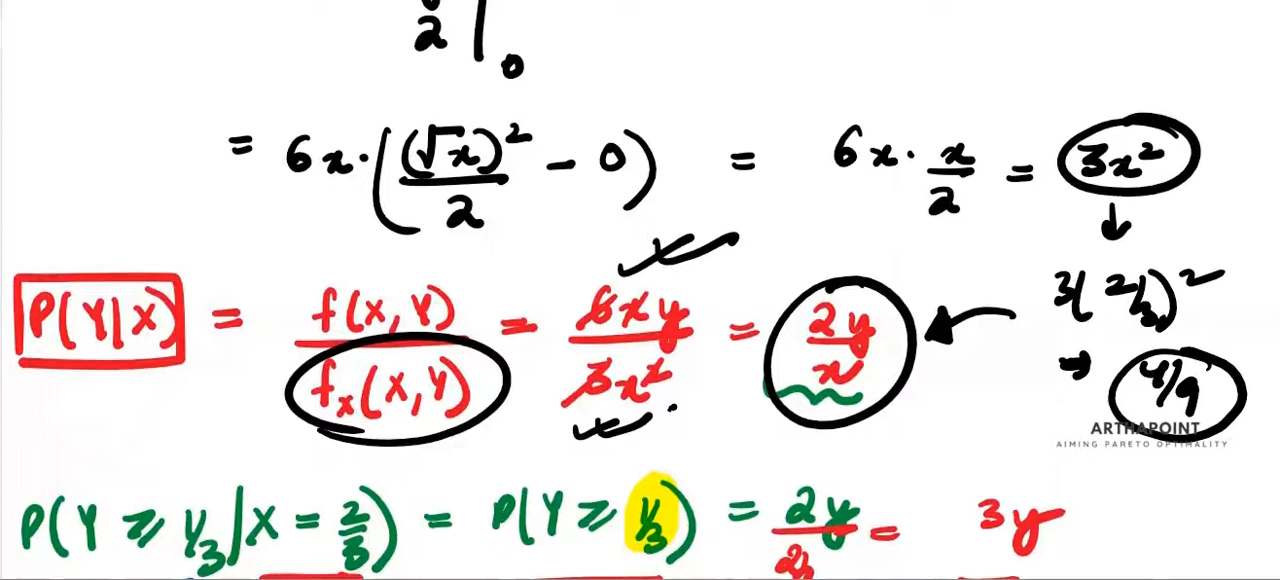 y/2 |₀
= 6x·((√x)²/2 − 0) = 6x · x/2 = 3x²
↓
3(2/3)²
P(Y|X) = f(X,Y)/fₓ(X,Y) = 6xy/3x² = 2y/x
⇒ 4/9
ARTHAPOINT
AIMING PARETO OPTIMALITY
P(Y ≥ 1/3 | X = 2/3) = P(Y ≥ 1/3) = 2y/2/3 = 3y